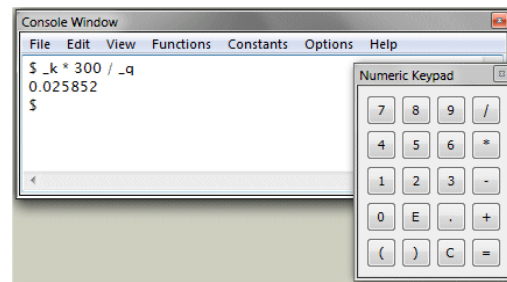 Console Window
File Edit View Functions Constants Options Help
$ _k * 300 / _q
0.025852
$
Numeric Keypad
7 8 9 /
4 5 6 *
1 2 3 -
0 E . +
( ) C =